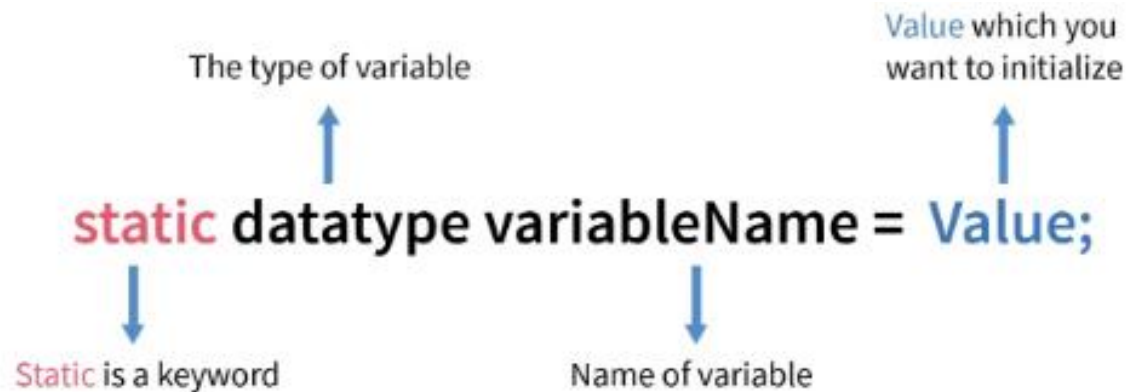 Value which you
want to initialize
The type of variable
static datatype variableName = Value;
Static is a keyword
Name of variable